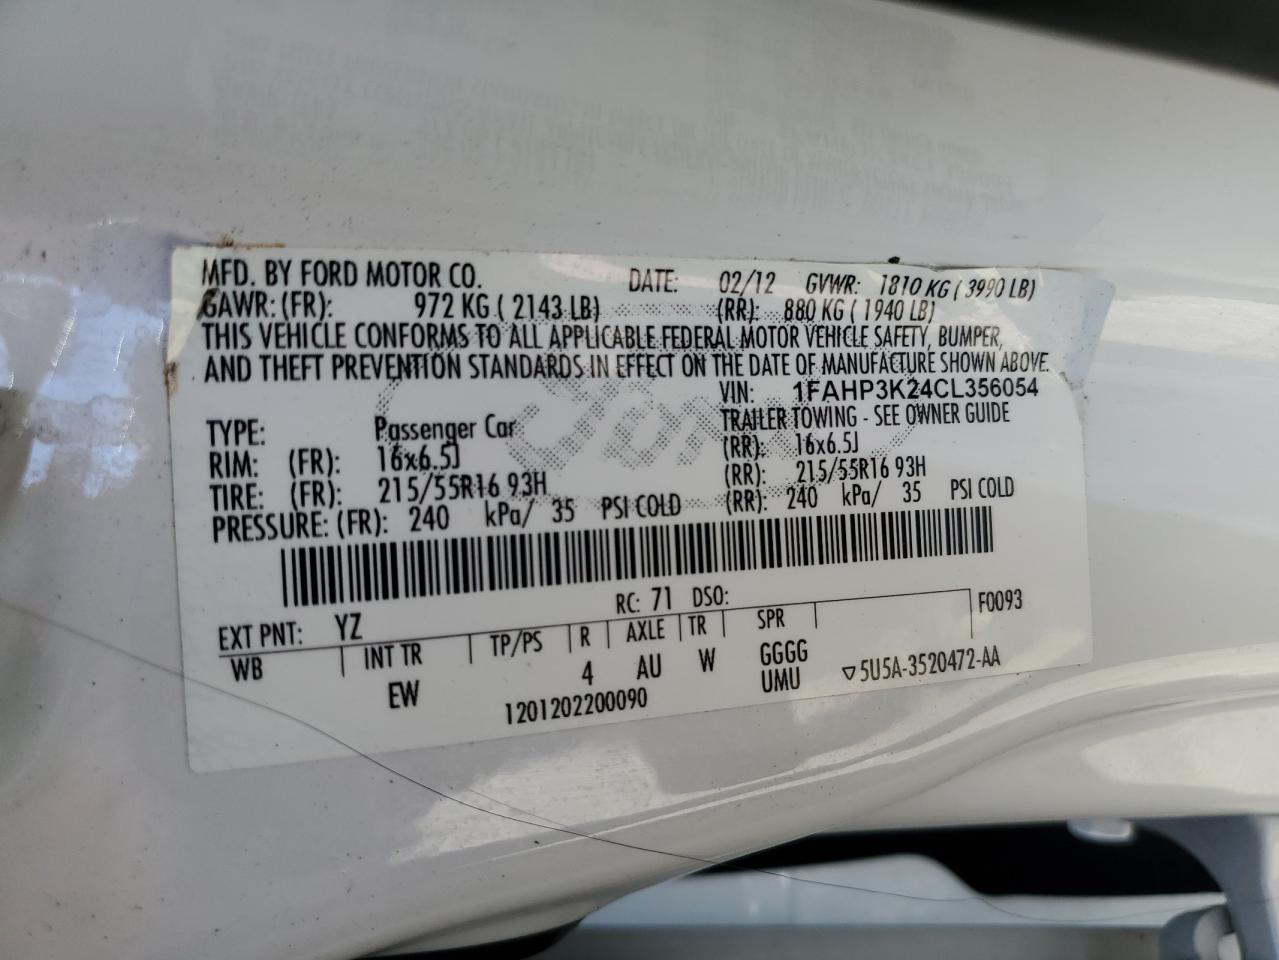 MFD. BY FORD MOTOR CO. DATE: 02/12 GVWR: 1810 KG ( 3990 LB)
GAWR: (FR): 972 KG ( 2143 LB) (RR): 880 KG ( 1940 LB)
THIS VEHICLE CONFORMS TO ALL APPLICABLE FEDERAL MOTOR VEHICLE SAFETY, BUMPER,
AND THEFT PREVENTION STANDARDS IN EFFECT ON THE DATE OF MANUFACTURE SHOWN ABOVE.
VIN: 1FAHP3K24CL356054
TYPE: Passenger Car TRAILER TOWING - SEE OWNER GUIDE
RIM: (FR): 16x6.5J (RR): 16x6.5J
TIRE: (FR): 215/55R16 93H (RR): 215/55R16 93H
PRESSURE: (FR): 240 kPa/ 35 PSI COLD (RR): 240 kPa/ 35 PSI COLD
Ford
RC: 71 DSO: F0093
EXT PNT: YZ
WB INT TR TP/PS R AXLE TR SPR
EW 4 AU W GGGG
UMU ▽5U5A-3520472-AA
1201202200090